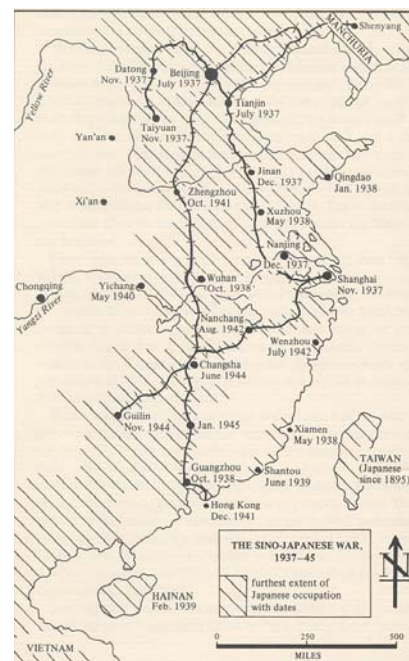 Shenyang
MANCHURIA
Datong
Nov. 1937
Beijing
July 1937
Tianjin
July 1937
Yellow River
Taiyuan
Nov. 1937
Yan'an
Jinan
Dec. 1937
Qingdao
Jan. 1938
Zhengzhou
Oct. 1941
Xi'an
Xuzhou
May 1938
Nanjing
Dec. 1937
Chongqing
Yichang
May 1940
Wuhan
Oct. 1938
Shanghai
Nov. 1937
Yangzi River
Nanchang
Aug. 1942
Wenzhou
July 1942
Changsha
June 1944
Guilin
Nov. 1944
Jan. 1945
Xiamen
May 1938
TAIWAN
(Japanese
since 1895)
Guangzhou
Oct. 1938
Shantou
June 1939
Hong Kong
Dec. 1941
THE SINO-JAPANESE WAR,
1937–45
furthest extent of
Japanese occupation
with dates
N
HAINAN
Feb. 1939
VIETNAM
0 250 500
MILES